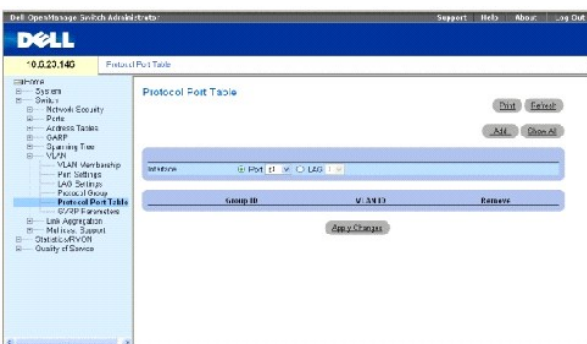 Dell OpenManage Switch Administrator Support Help About Log Out
DELL
10.6.23.146 Protocol Port Table
Home
System
Switch
Network Security
Ports
Address Tables
GARP
Spanning Tree
VLAN
VLAN Membership
Port Settings
LAG Settings
Protocol Group
Protocol Port Table
GVRP Parameters
Link Aggregation
Multicast Support
Statistics/RMON
Quality of Service
Protocol Port Table
Print Refresh
Add Show All
Interface Port LAG
Group ID VLAN ID Remove
Apply Changes